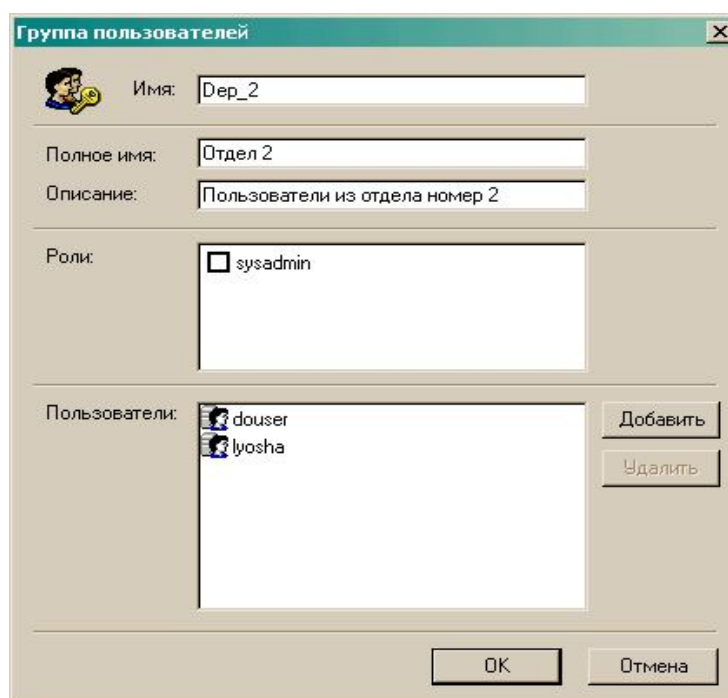 Группа пользователей
Имя: Dep_2
Полное имя: Отдел 2
Описание: Пользователи из отдела номер 2
Роли: sysadmin
Пользователи: douser Добавить
lyosha Удалить
OK Отмена